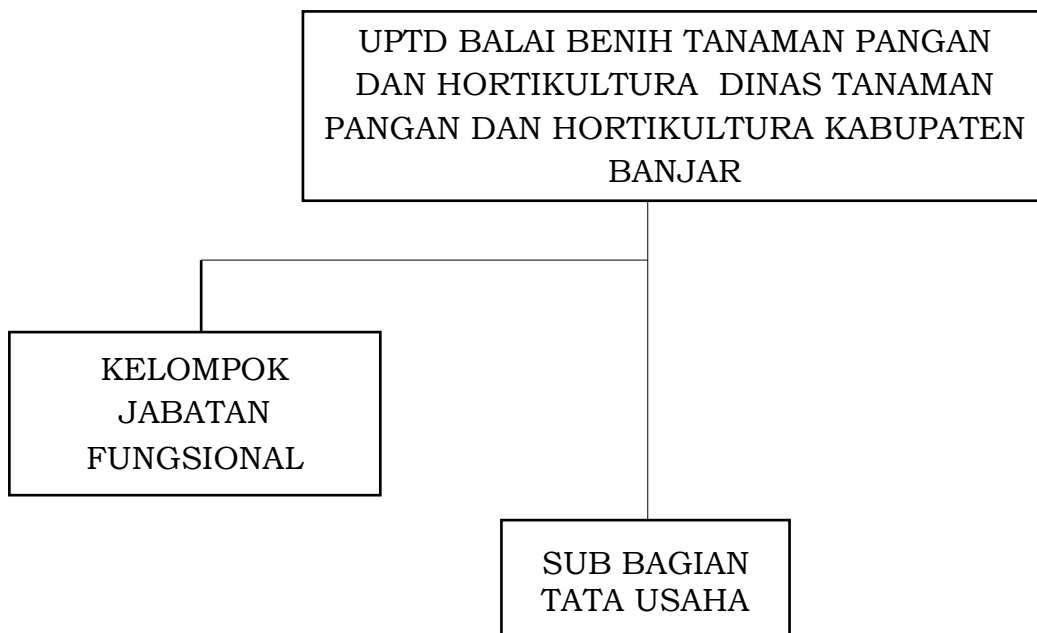 UPTD BALAI BENIH TANAMAN PANGAN
DAN HORTIKULTURA  DINAS TANAMAN
PANGAN DAN HORTIKULTURA KABUPATEN
BANJAR
KELOMPOK
JABATAN
FUNGSIONAL
SUB BAGIAN
TATA USAHA